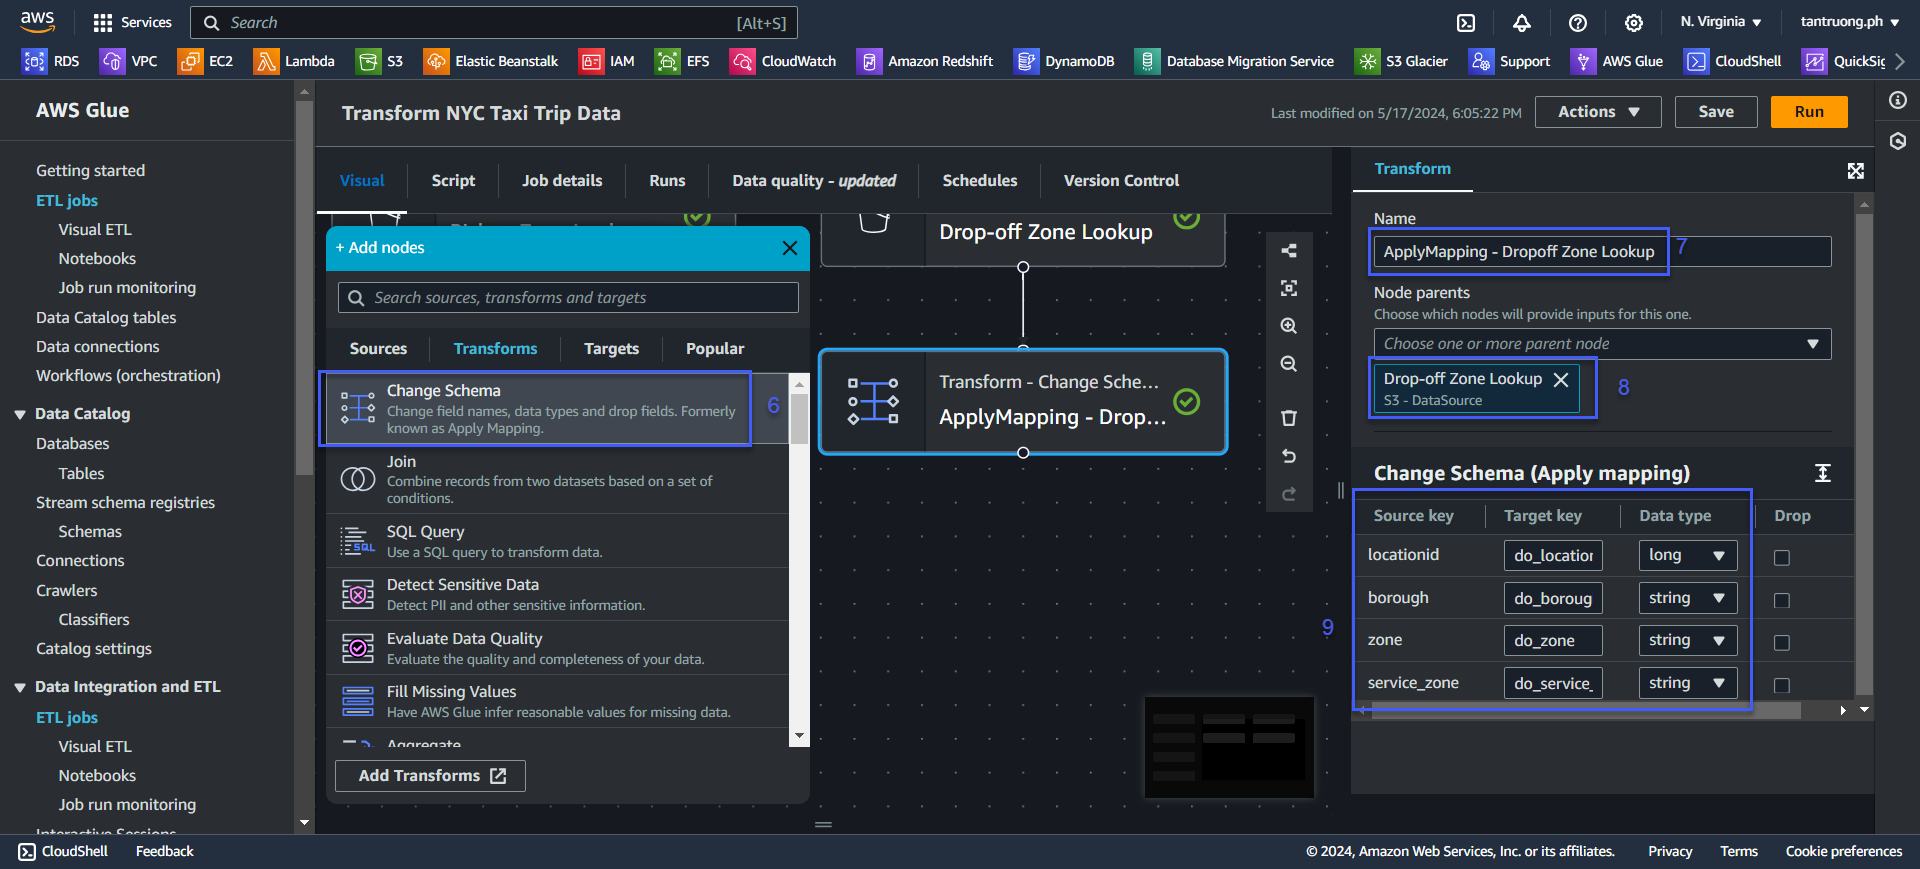 aws
Services
Search
[Alt+S]
N. Virginia
tantruong.ph
RDS
VPC
EC2
Lambda
S3
Elastic Beanstalk
IAM
EFS
CloudWatch
Amazon Redshift
DynamoDB
Database Migration Service
S3 Glacier
Support
AWS Glue
CloudShell
QuickSig
AWS Glue
Getting started
ETL jobs
Visual ETL
Notebooks
Job run monitoring
Data Catalog tables
Data connections
Workflows (orchestration)
Data Catalog
Databases
Tables
Stream schema registries
Schemas
Connections
Crawlers
Classifiers
Catalog settings
Data Integration and ETL
ETL jobs
Visual ETL
Notebooks
Job run monitoring
Interactive Sessions
Transform NYC Taxi Trip Data
Last modified on 5/17/2024, 6:05:22 PM
Actions
Save
Run
Visual
Script
Job details
Runs
Data quality - updated
Schedules
Version Control
+ Add nodes
Search sources, transforms and targets
Sources
Transforms
Targets
Popular
Change Schema
Change field names, data types and drop fields. Formerly
known as Apply Mapping.
6
Join
Combine records from two datasets based on a set of
conditions.
SQL Query
Use a SQL query to transform data.
Detect Sensitive Data
Detect PII and other sensitive information.
Evaluate Data Quality
Evaluate the quality and completeness of your data.
Fill Missing Values
Have AWS Glue infer reasonable values for missing data.
Aggregate
Add Transforms
Drop-off Zone Lookup
Transform - Change Sche...
ApplyMapping - Drop...
Transform
Name
ApplyMapping - Dropoff Zone Lookup
7
Node parents
Choose which nodes will provide inputs for this one.
Choose one or more parent node
Drop-off Zone Lookup
S3 - DataSource
8
Change Schema (Apply mapping)
Source key
Target key
Data type
Drop
locationid
do_location
long
borough
do_boroug
string
9
zone
do_zone
string
service_zone
do_service_
string
CloudShell
Feedback
© 2024, Amazon Web Services, Inc. or its affiliates.
Privacy
Terms
Cookie preferences